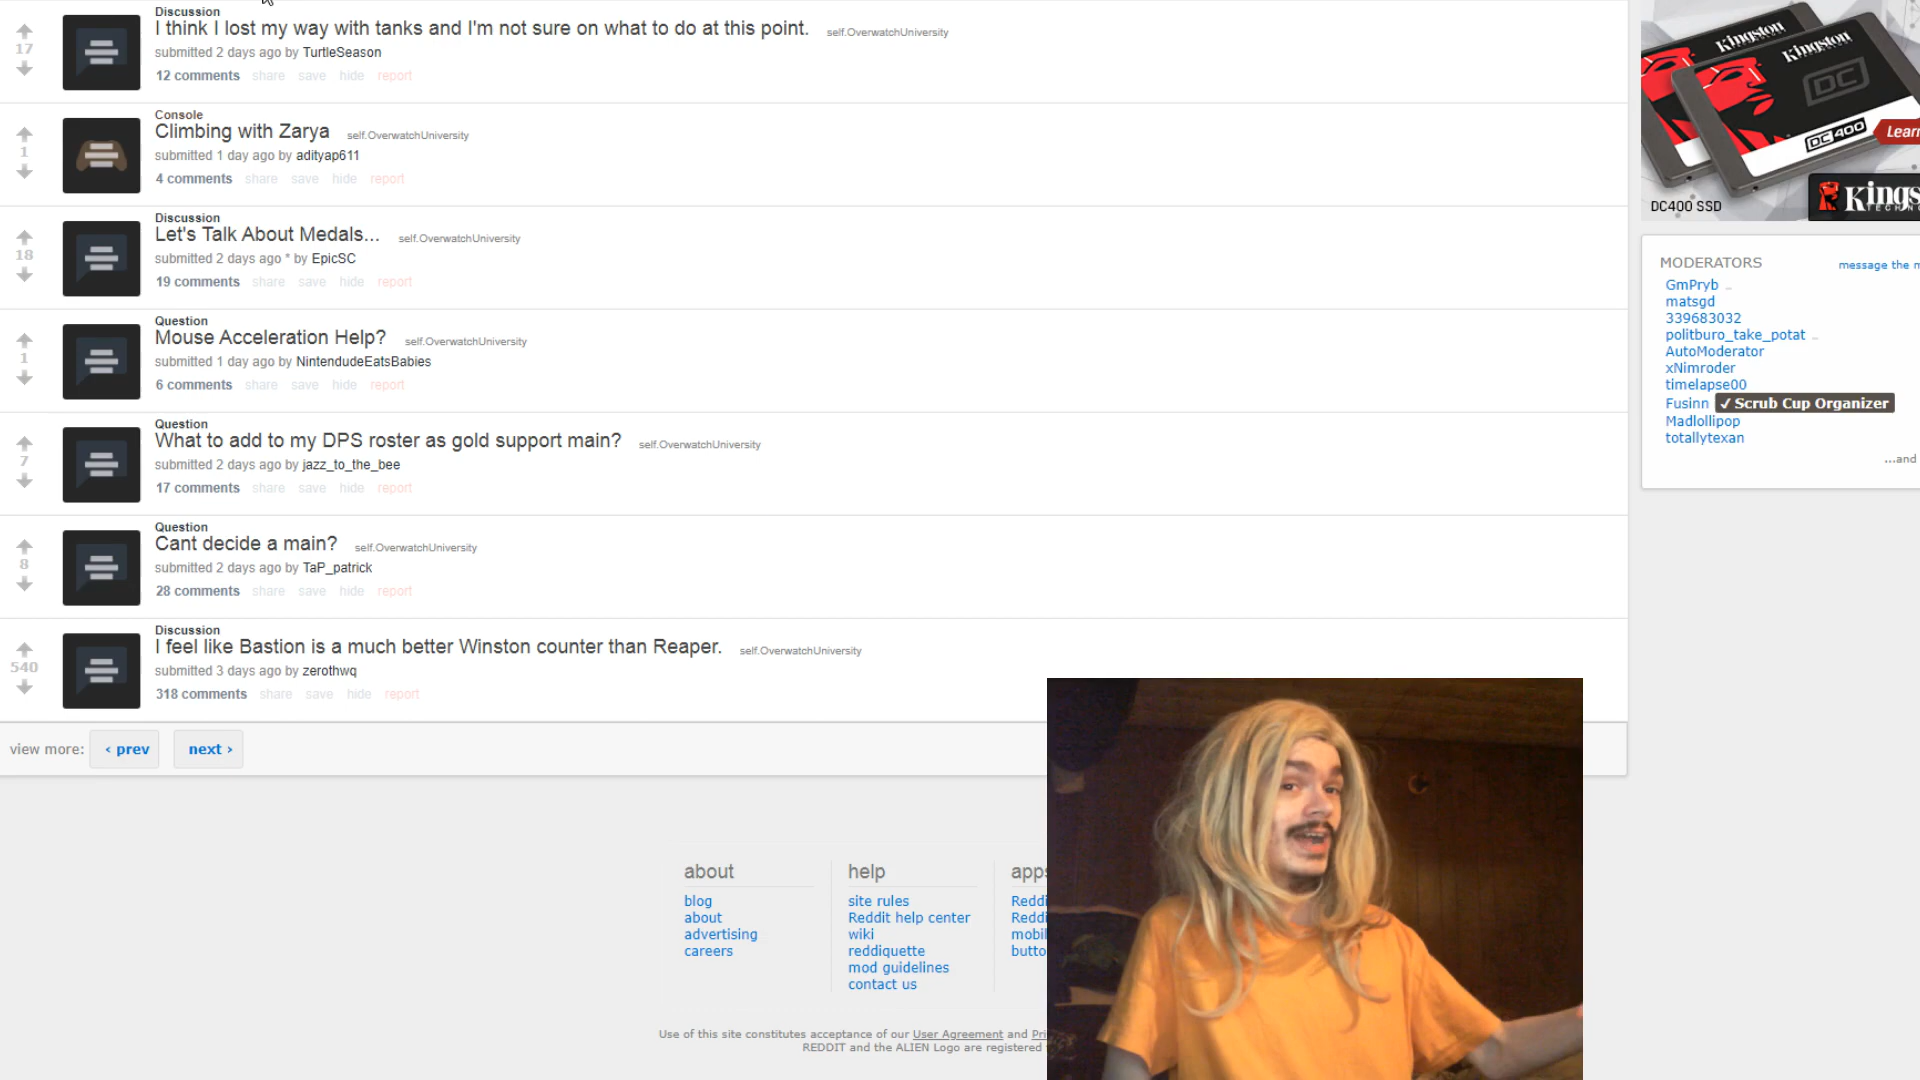 Discussion
I think I lost my way with tanks and I'm not sure on what to do at this point. self.OverwatchUniversity
17
submitted 2 days ago by TurtleSeason
12 comments share save hide report
Console
Climbing with Zarya self.OverwatchUniversity
1
submitted 1 day ago by adityap611
4 comments share save hide report
Discussion
Let's Talk About Medals... self.OverwatchUniversity
18
submitted 2 days ago * by EpicSC
19 comments share save hide report
Question
Mouse Acceleration Help? self.OverwatchUniversity
1
submitted 1 day ago by NintendudeEatsBabies
6 comments share save hide report
Question
What to add to my DPS roster as gold support main? self.OverwatchUniversity
7
submitted 2 days ago by jazz_to_the_bee
17 comments share save hide report
Question
Cant decide a main? self.OverwatchUniversity
8
submitted 2 days ago by TaP_patrick
28 comments share save hide report
Discussion
I feel like Bastion is a much better Winston counter than Reaper. self.OverwatchUniversity
540
submitted 3 days ago by zerothwq
318 comments share save hide report
view more: ‹ prev next ›
Kingston
Kingston
DC
DC400
Learn
DC400 SSD
Kings
TECHN
MODERATORS message the m
GmPryb
matsgd
339683032
politburo_take_potat
AutoModerator
xNimroder
timelapse00
Fusinn ✓ Scrub Cup Organizer
Madlollipop
totallytexan
...and
about
blog
about
advertising
careers
help
site rules
Reddit help center
wiki
reddiquette
mod guidelines
contact us
apps
Reddi
Reddi
mobil
butto
Use of this site constitutes acceptance of our User Agreement and Pri
REDDIT and the ALIEN Logo are registered